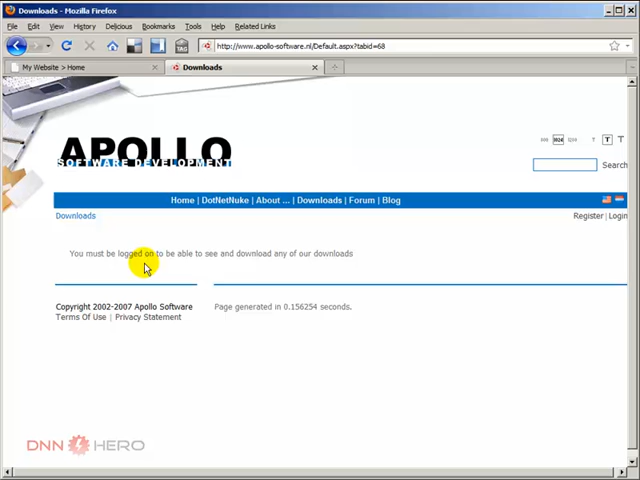 Downloads - Mozilla Firefox
File Edit View History Delicious Bookmarks Tools Help Related Links
TAG
http://www.apollo-software.nl/Default.aspx?tabid=68
My Website > Home
Downloads
APOLLO
SOFTWARE DEVELOPMENT
T T
Search
Home | DotNetNuke | About ... | Downloads | Forum | Blog
Downloads
Register | Login
You must be logged on to be able to see and download any of our downloads
Copyright 2002-2007 Apollo Software
Page generated in 0.156254 seconds.
Terms Of Use | Privacy Statement
DNN HERO